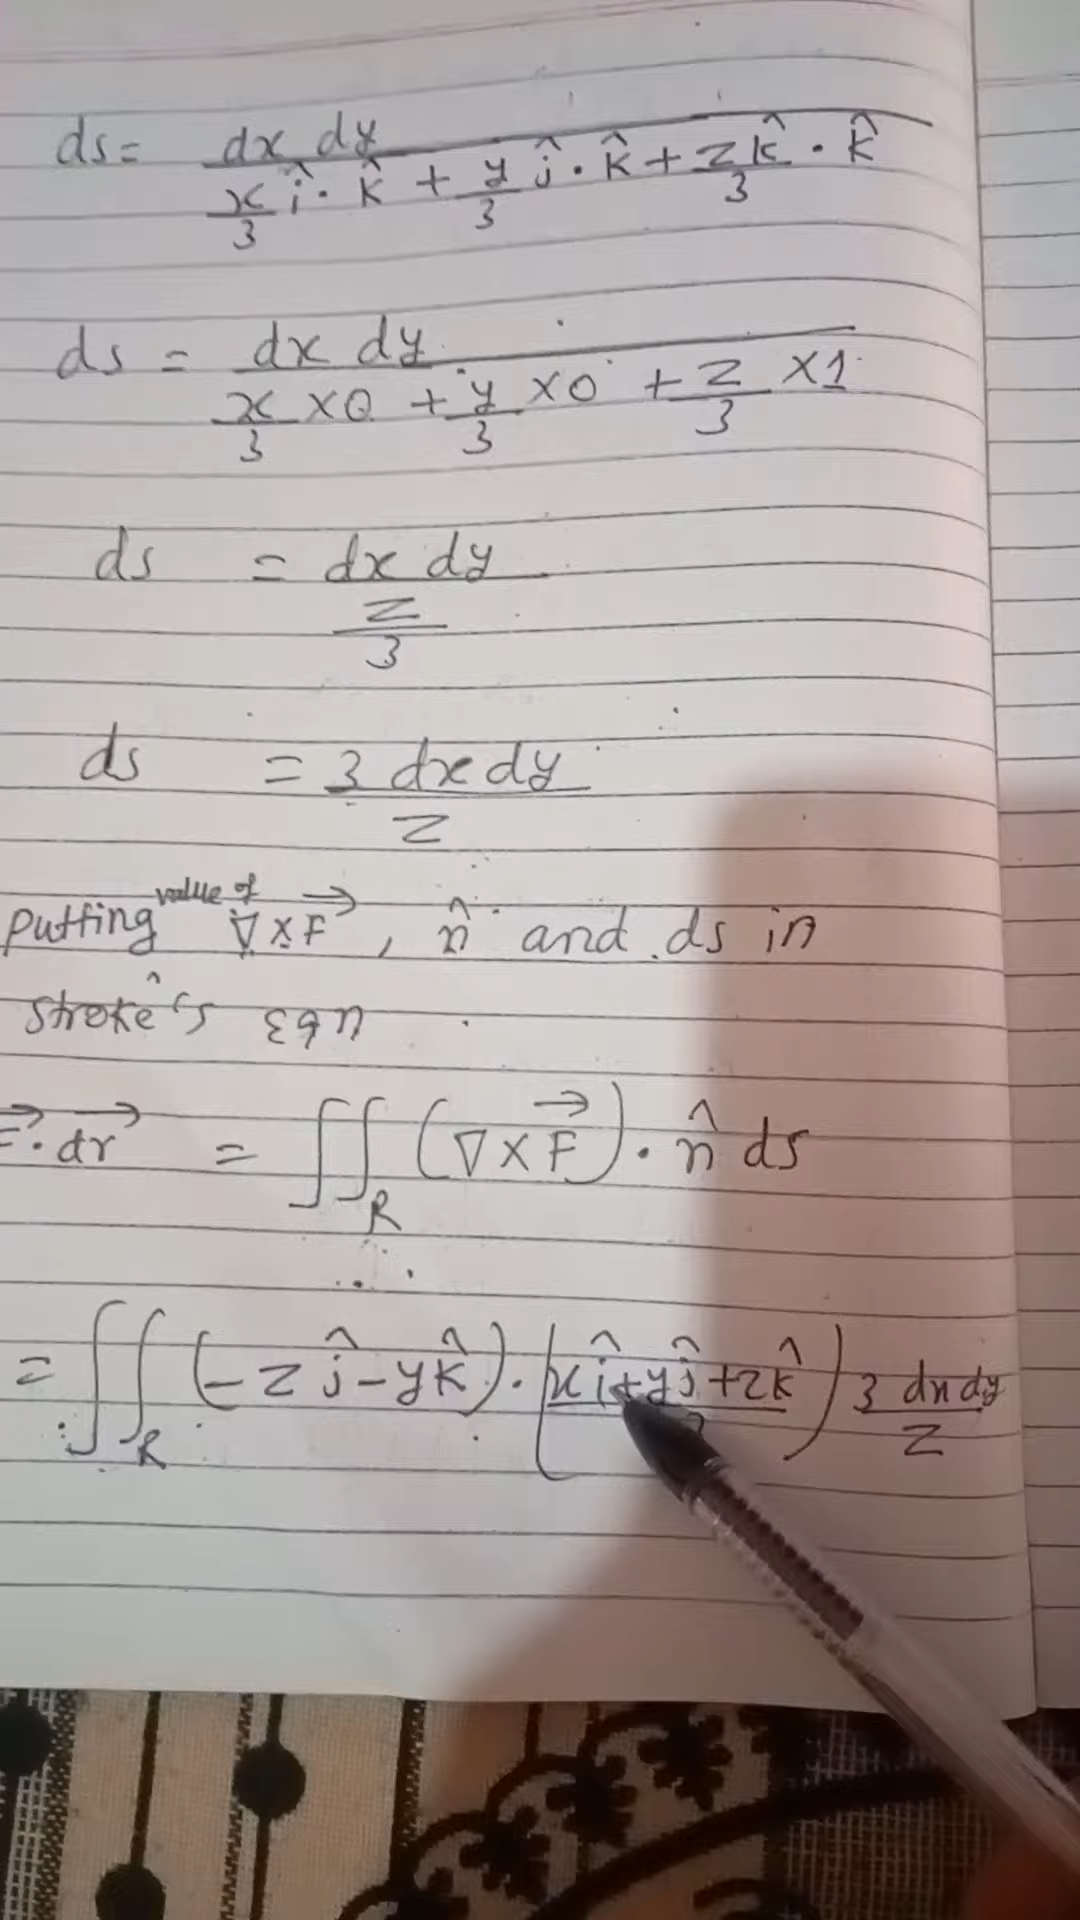 ds = dx dy / (x/3 î · k̂ + y/3 ĵ · k̂ + z/3 k̂ · k̂)
ds = dx dy / (x/3 × 0 + y/3 × 0 + z/3 × 1)
ds = dx dy / (z/3)
ds = 3 dx dy / z
putting value of ∇×F⃗, n̂ and ds in
stroke's Eqn
F⃗ · dr⃗ = ∬_R (∇×F⃗) · n̂ ds
= ∬_R (-z ĵ - y k̂) · (x î + y ĵ + z k̂ / 3) 3 dx dy / z